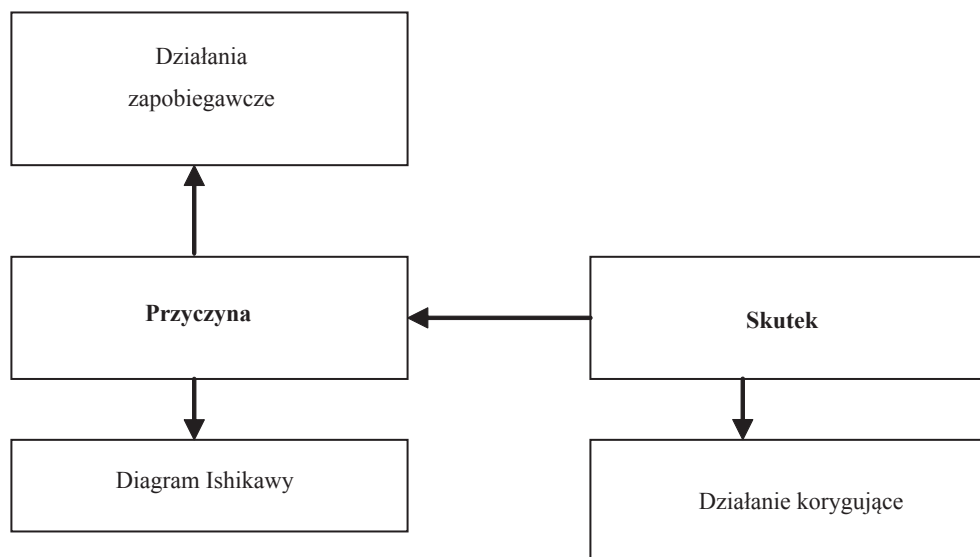 Działania
zapobiegawcze
Przyczyna
Skutek
Diagram Ishikawy
Działanie korygujące